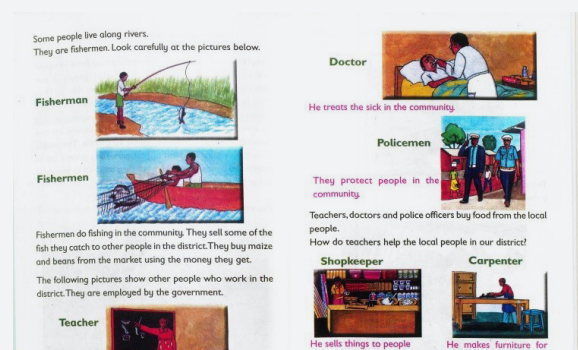 Some people live along rivers.
They are fishermen. Look carefully at the pictures below.
Fisherman
Fishermen
Fishermen do fishing in the community. They sell some of the
fish they catch to other people in the district.They buy maize
and beans from the market using the money they get.
The following pictures show other people who work in the
district.They are employed by the government.
Teacher
Doctor
He treats the sick in the community.
Policemen
They protect people in the
community.
Teachers, doctors and police officers buy food from the local
people.
How do teachers help the local people in our district?
Shopkeeper
Carpenter
He sells things to people
He makes furniture for